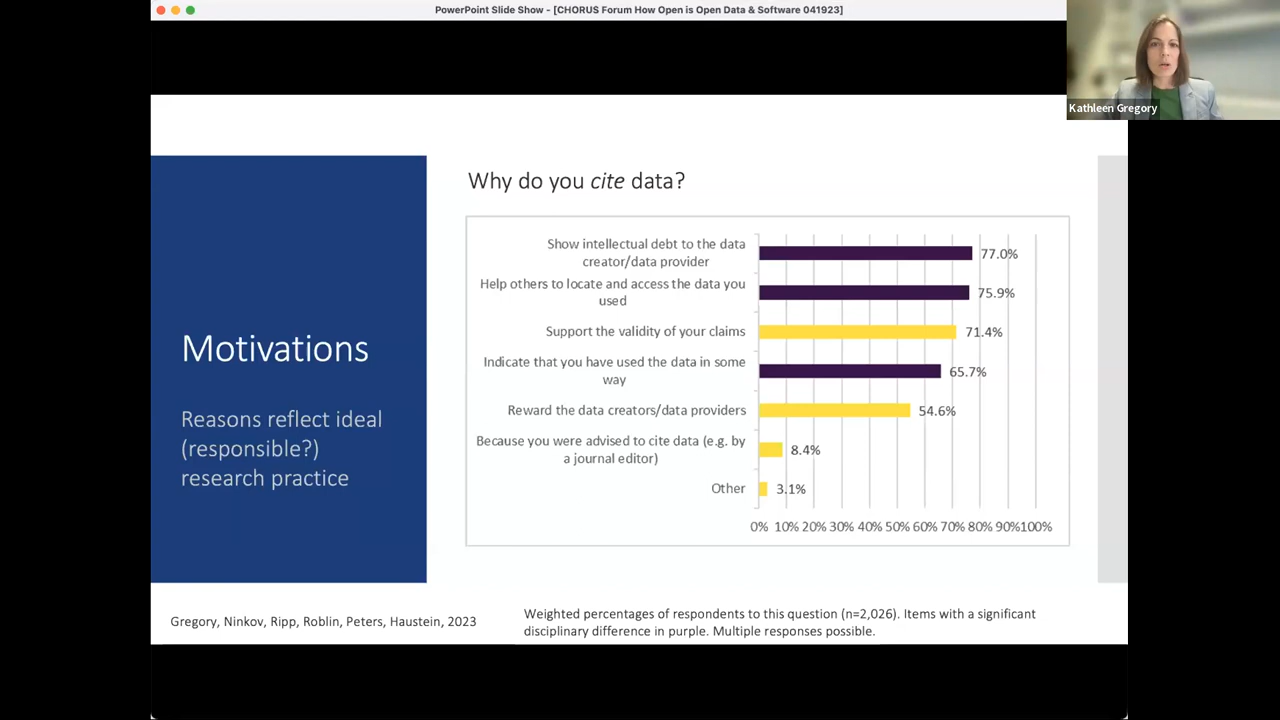 PowerPoint Slide Show - [CHORUS Forum How Open is Open Data & Software 041923]
Kathleen Gregory
Motivations
Reasons reflect ideal
(responsible?)
research practice
Why do you cite data?
Show intellectual debt to the data
creator/data provider
77.0%
Help others to locate and access the data you
used
75.9%
Support the validity of your claims
71.4%
Indicate that you have used the data in some
way
65.7%
Reward the data creators/data providers
54.6%
Because you were advised to cite data (e.g. by
a journal editor)
8.4%
Other
3.1%
0% 10% 20% 30% 40% 50% 60% 70% 80% 90% 100%
Gregory, Ninkov, Ripp, Roblin, Peters, Haustein, 2023
Weighted percentages of respondents to this question (n=2,026). Items with a significant
disciplinary difference in purple. Multiple responses possible.